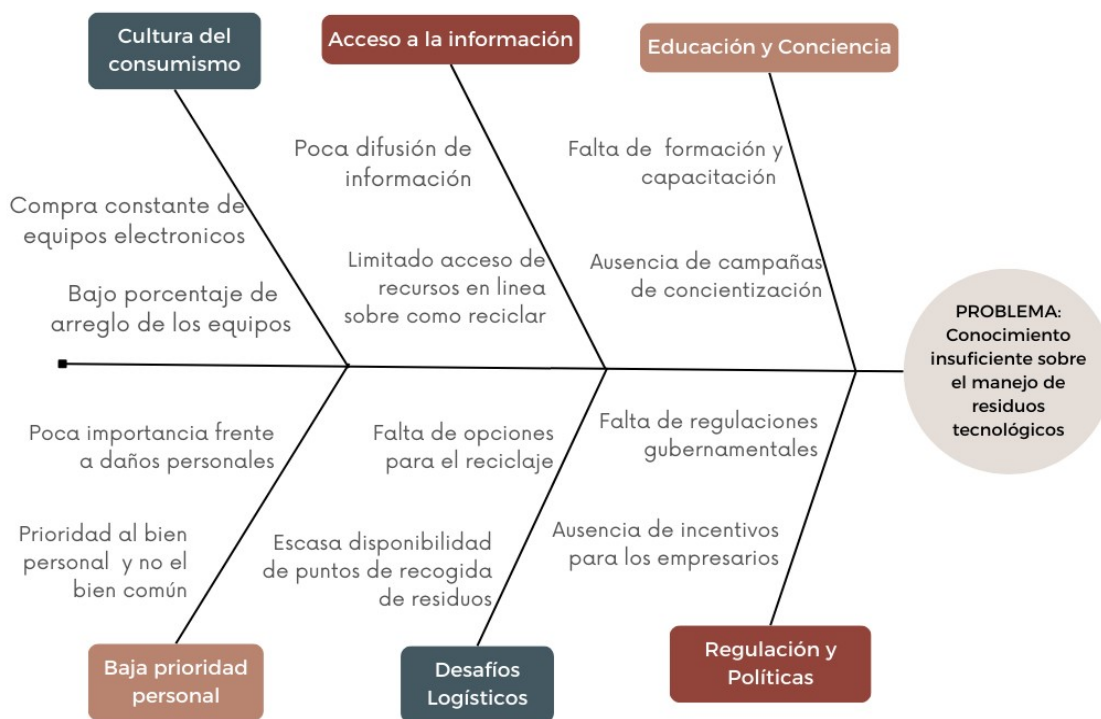 Cultura del
consumismo
Acceso a la información
Educación y Conciencia
Compra constante de
equipos electronicos
Bajo porcentaje de
arreglo de los equipos
Poca difusión de
información
Limitado acceso de
recursos en linea
sobre como reciclar
Falta de formación y
capacitación
Ausencia de campañas
de concientización
PROBLEMA:
Conocimiento
insuficiente sobre
el manejo de
residuos
tecnológicos
Poca importancia frente
a daños personales
Prioridad al bien
personal y no el
bien común
Falta de opciones
para el reciclaje
Escasa disponibilidad
de puntos de recogida
de residuos
Falta de regulaciones
gubernamentales
Ausencia de incentivos
para los empresarios
Baja prioridad
personal
Desafíos
Logísticos
Regulación y
Políticas